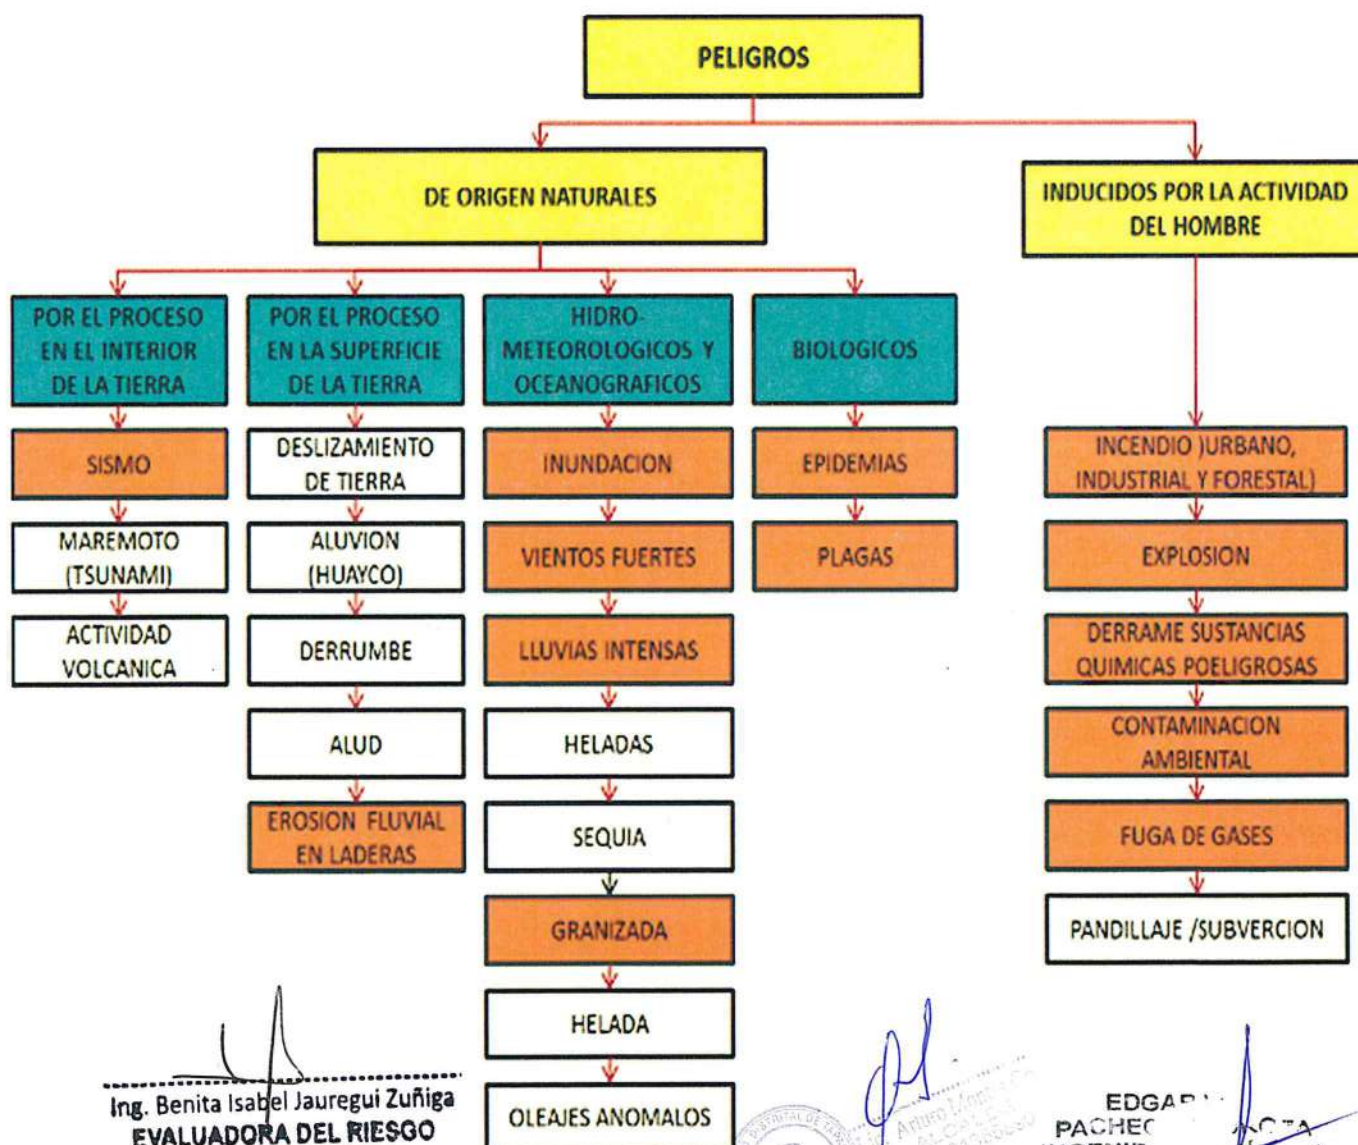 PELIGROS
DE ORIGEN NATURALES
INDUCIDOS POR LA ACTIVIDAD
DEL HOMBRE
POR EL PROCESO
EN EL INTERIOR
DE LA TIERRA
SISMO
MAREMOTO
(TSUNAMI)
ACTIVIDAD
VOLCANICA
POR EL PROCESO
EN LA SUPERFICIE
DE LA TIERRA
DESLIZAMIENTO
DE TIERRA
ALUVION
(HUAYCO)
DERRUMBE
ALUD
EROSION FLUVIAL
EN LADERAS
HIDRO-
METEOROLOGICOS Y
OCEANOGRAFICOS
INUNDACION
VIENTOS FUERTES
LLUVIAS INTENSAS
HELADAS
SEQUIA
GRANIZADA
HELADA
OLEAJES ANOMALOS
BIOLOGICOS
EPIDEMIAS
PLAGAS
INCENDIO )URBANO,
INDUSTRIAL Y FORESTAL)
EXPLOSION
DERRAME SUSTANCIAS
QUIMICAS POELIGROSAS
CONTAMINACION
AMBIENTAL
FUGA DE GASES
PANDILLAJE /SUBVERCION
Ing. Benita Isabel Jauregui Zuñiga
EVALUADORA DEL RIESGO
Arturo
DISTRITAL DE
EDGAR